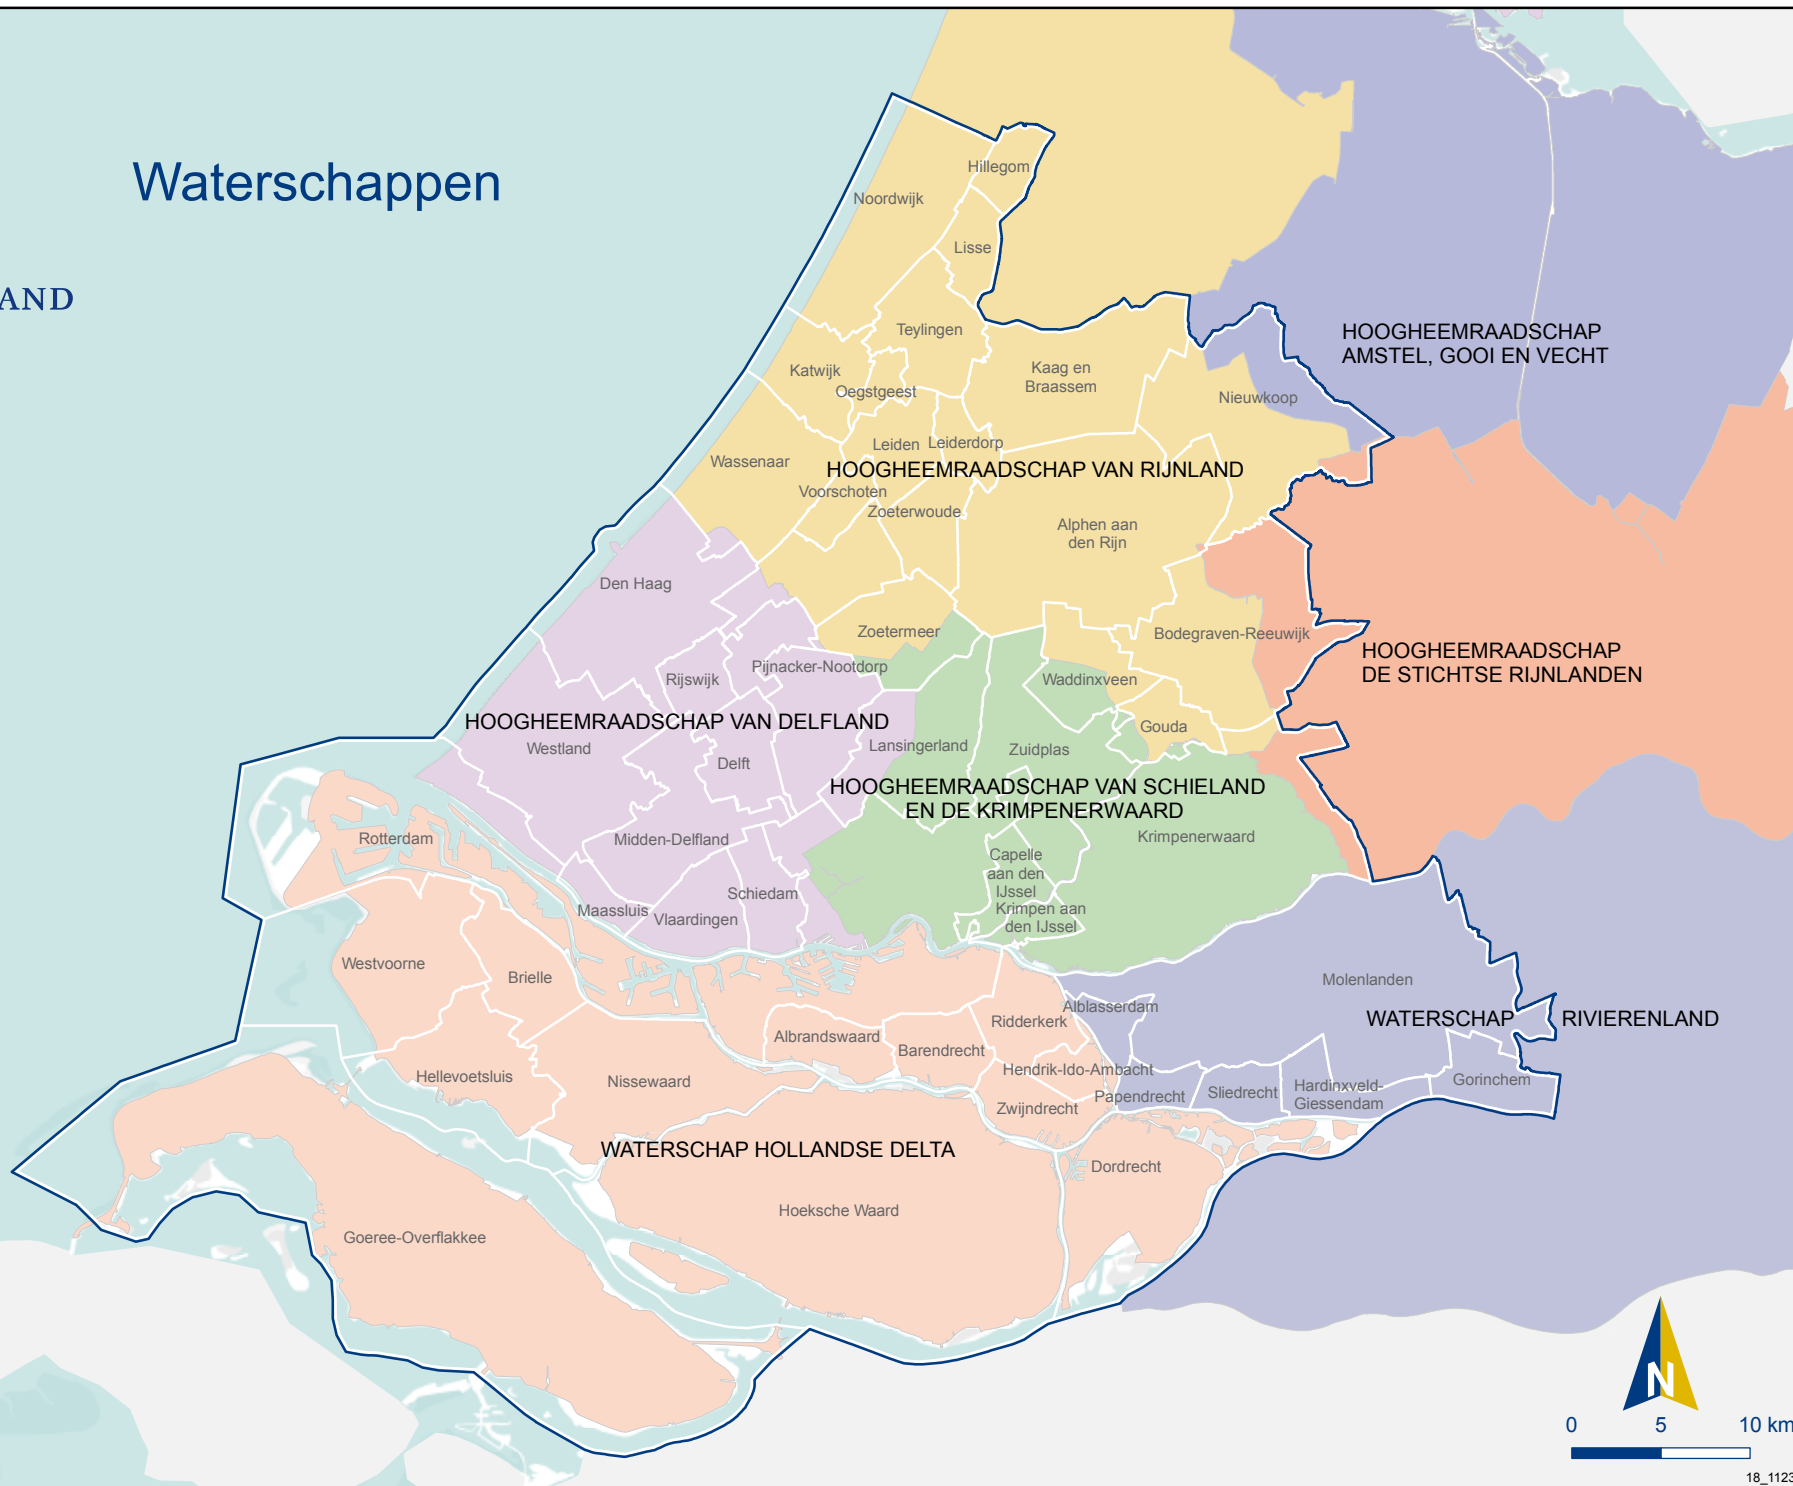 Waterschappen
AND
Hillegom
Noordwijk
Lisse
Teylingen
HOOGHEEMRAADSCHAP
AMSTEL, GOOI EN VECHT
Katwijk
Kaag en
Braassem
Oegstgeest
Nieuwkoop
Leiden
Leiderdorp
Wassenaar
HOOGHEEMRAADSCHAP VAN RIJNLAND
Voorschoten
Zoeterwoude
Alphen aan
den Rijn
Den Haag
Zoetermeer
Bodegraven-Reeuwijk
HOOGHEEMRAADSCHAP
DE STICHTSE RIJNLANDEN
Pijnacker-Nootdorp
Rijswijk
Waddinxveen
HOOGHEEMRAADSCHAP VAN DELFLAND
Gouda
Westland
Lansingerland
Zuidplas
Delft
HOOGHEEMRAADSCHAP VAN SCHIELAND
EN DE KRIMPENERWAARD
Rotterdam
Midden-Delfland
Krimpenerwaard
Capelle
aan den
IJssel
Schiedam
Maassluis
Vlaardingen
Krimpen aan
den IJssel
Westvoorne
Brielle
Molenlanden
Alblasserdam
WATERSCHAP
RIVIERENLAND
Ridderkerk
Albrandswaard
Barendrecht
Hendrik-Ido-Ambacht
Hellevoetsluis
Nissewaard
Gorinchem
Hardinxveld-
Giessendam
Sliedrecht
Papendrecht
Zwijndrecht
WATERSCHAP HOLLANDSE DELTA
Dordrecht
Hoeksche Waard
Goeree-Overflakkee
N
0 5 10 km
18_1123